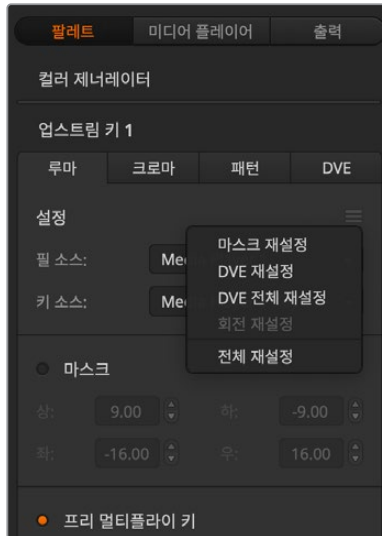 팔레트 미디어 플레이어 출력
컬러 제너레이터
업스트림 키 1
루마 크로마 패턴 DVE
설정
마스크 재설정
DVE 재설정
DVE 전체 재설정
회전 재설정
전체 재설정
필 소스:
키 소스:
마스크
상: 9.00 하: -9.00
좌: -16.00 우: 16.00
프리 멀티플라이 키